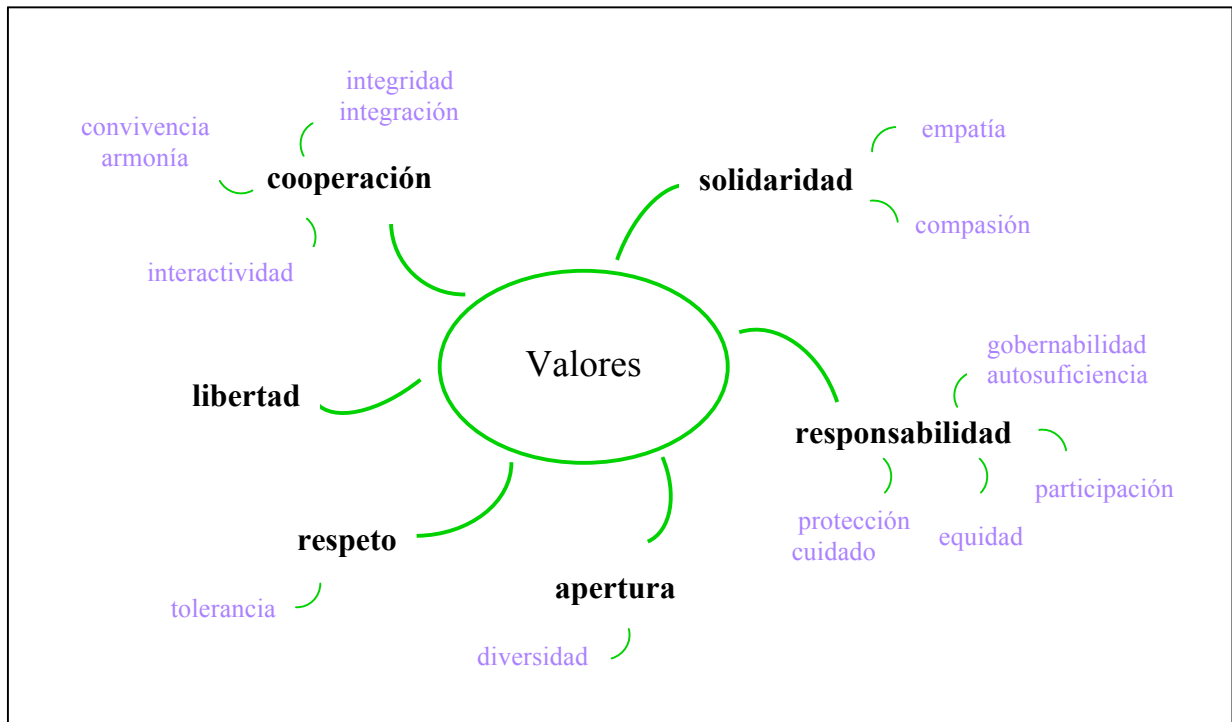 integridad
integración
convivencia
armonía
cooperación
interactividad
empatía
solidaridad
compasión
Valores
gobernabilidad
autosuficiencia
responsabilidad
participación
protección
cuidado
equidad
libertad
respeto
tolerancia
apertura
diversidad